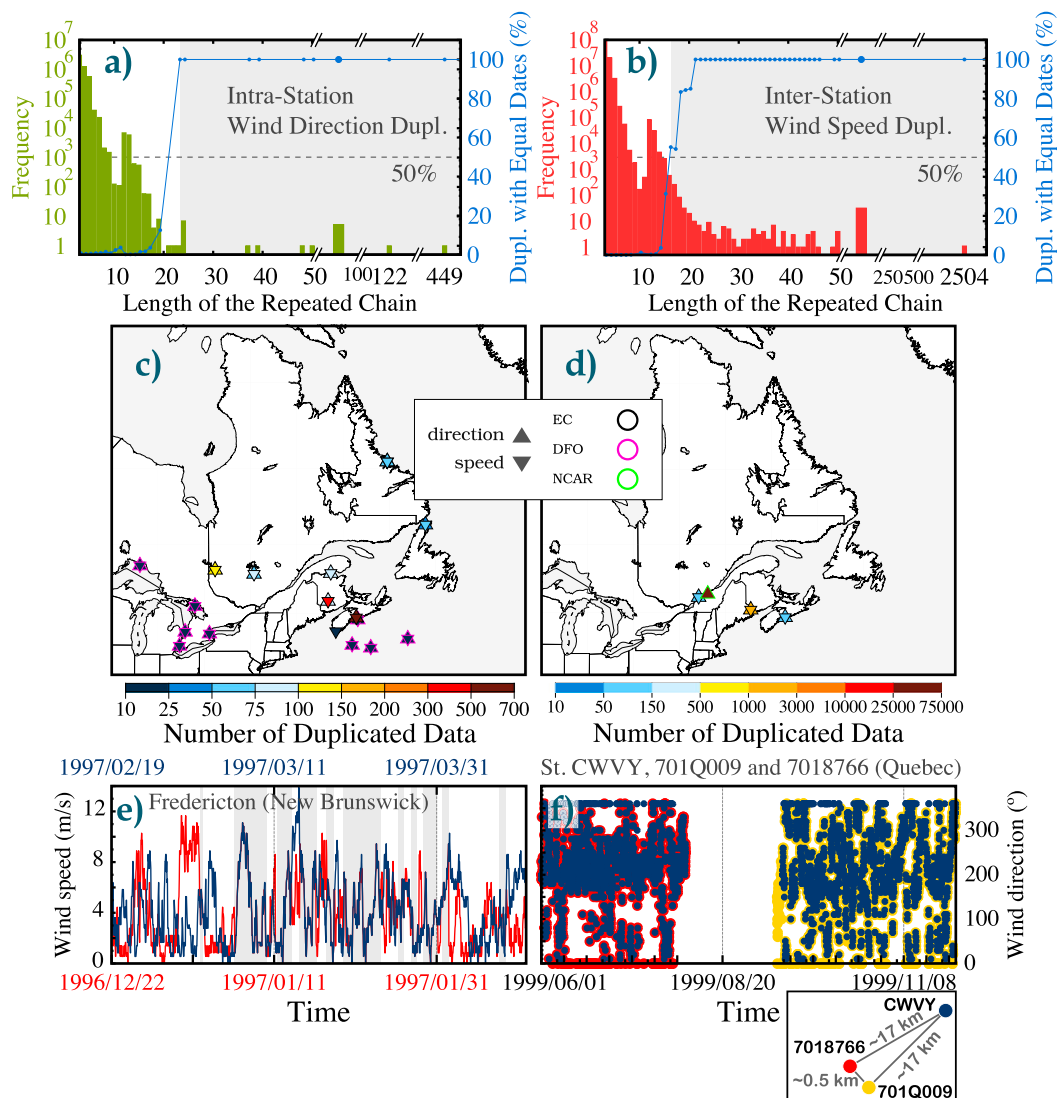 a)
Intra-Station
Wind Direction Dupl.
50%
Frequency
10^7
10^6
10^5
10^4
10^3
10^2
10
1
Dupl. with Equal Dates (%)
100
80
60
40
20
0
10 20 30 40 50 100 122 449
Length of the Repeated Chain
b)
Inter-Station
Wind Speed Dupl.
50%
Frequency
10^8
10^7
10^6
10^5
10^4
10^3
10^2
10
1
Dupl. with Equal Dates (%)
100
80
60
40
20
0
10 20 30 40 50 250 500 2504
Length of the Repeated Chain
c)
d)
direction
speed
EC
DFO
NCAR
10 25 50 75 100 150 200 300 500 700
Number of Duplicated Data
10 50 150 500 1000 3000 10000 25000 75000
Number of Duplicated Data
1997/02/19 1997/03/11 1997/03/31
e)
Fredericton (New Brunswick)
Wind speed (m/s)
12
8
4
0
1996/12/22 1997/01/11 1997/01/31
Time
St. CWVY, 701Q009 and 7018766 (Quebec)
f)
Wind direction (º)
300
200
100
0
1999/06/01 1999/08/20 1999/11/08
Time
CWVY
~17 km
7018766
~17 km
~0.5 km
701Q009